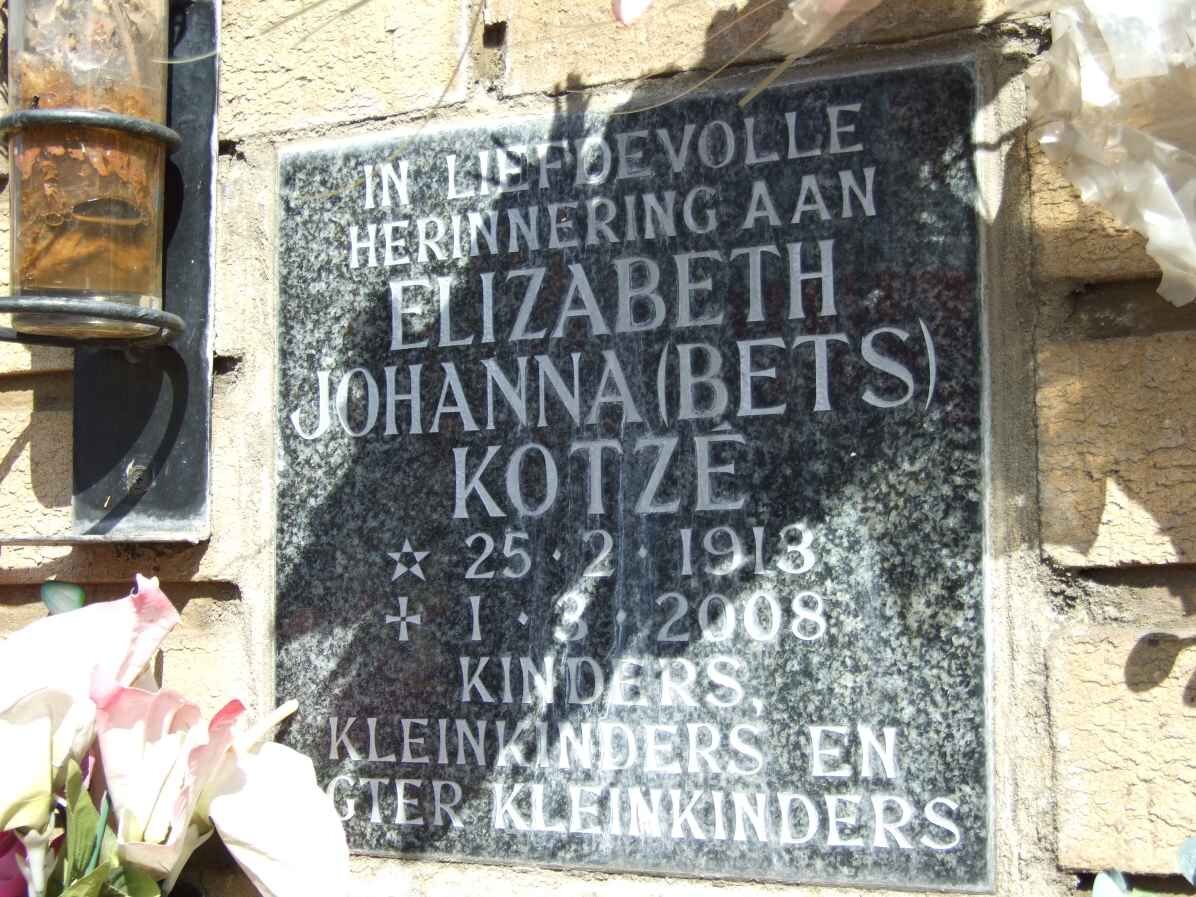 IN LIEFDEVOLLE
HERINNERING AAN
ELIZABETH
JOHANNA (BETS)
KOTZÉ
25 · 2 · 1913
1 · 3 · 2008
KINDERS,
KLEINKINDERS EN
KLEINKINDERS